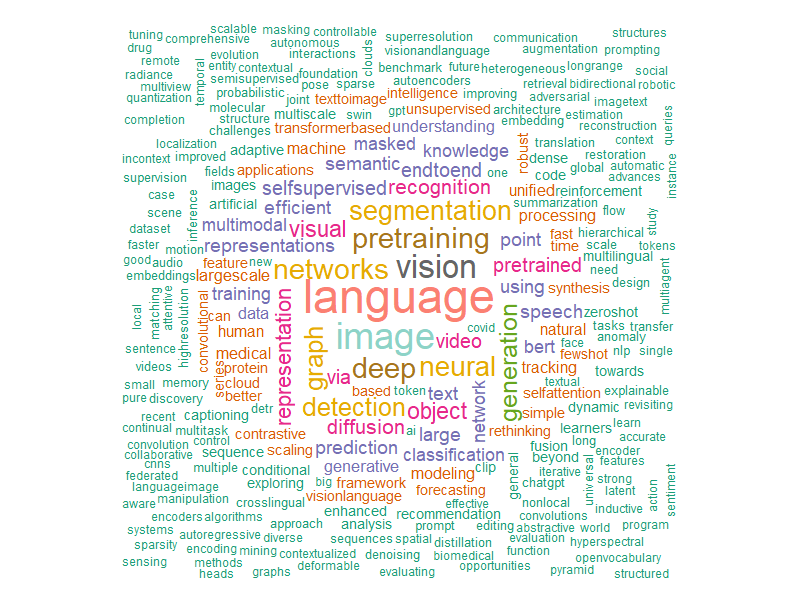 tuning scalable masking controllable superresolution communication structures
drug comprehensive autonomous visionandlanguage augmentation prompting
remote evolution interactions clouds benchmark future heterogeneous longrange
radiance temporal entity contextual foundation autoencoders retrieval bidirectional social
multiview semisupervised pose sparse intelligence improving adversarial robotic
quantization probabilistic joint texttoimage gpt unsupervised architecture imagetext
completion molecular multiscale swin embedding estimation queries
structure transformerbased understanding reconstruction
challenges masked robust translation context
localization adaptive machine knowledge dense restoration
incontext improved semantic endtoend one code global automatic
supervision fields applications unified reinforcement advances instance
case images selfsupervised recognition summarization
scene artificial efficient segmentation processing flow study
dataset inference multimodal visual pretraining point fast hierarchical
faster motion representations time scale tokens
good audio feature new networks vision pretrained multilingual
embeddings largescale need multiagent
local matching attentive highresolution convolutional training language using synthesis design
can data speech zeroshot
human representation graph image video covid generation natural tasks transfer
sentence medical bert face anomaly
videos series protein via deep neural fewshot nlp single
small memory cloud tracking towards
pure discovery better based token text network textual selfattention explainable
recent captioning detr detection object simple dynamic revisiting
continual multitask diffusion ai large rethinking learners learn
convolution control contrastive fusion long accurate
collaborative sequence scaling prediction classification beyond encoder
cnns multiple conditional generative modeling clip general iterative universal features
federated exploring big framework chatgpt strong
languageimage visionlanguage forecasting latent action sentiment
aware manipulation crosslingual enhanced effective nonlocal inductive
encoders algorithms approach analysis recommendation convolutions
systems autoregressive diverse prompt editing abstractive world program
sparsity encoding mining sequences spatial distillation evaluation hyperspectral
sensing methods contextualized denoising biomedical function openvocabulary
heads graphs deformable evaluating opportunities pyramid structured